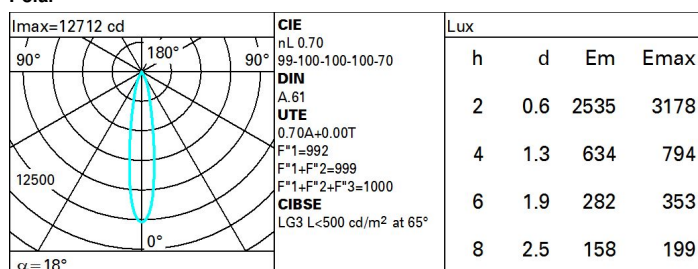 Imax=12712 cd
90° 180° 90°
12500
0°
α=18°
CIE
nL 0.70
99-100-100-100-70
DIN
A.61
UTE
0.70A+0.00T
F"1=992
F"1+F"2=999
F"1+F"2+F"3=1000
CIBSE
LG3 L<500 cd/m² at 65°
Lux
h d Em Emax
2 0.6 2535 3178
4 1.3 634 794
6 1.9 282 353
8 2.5 158 199